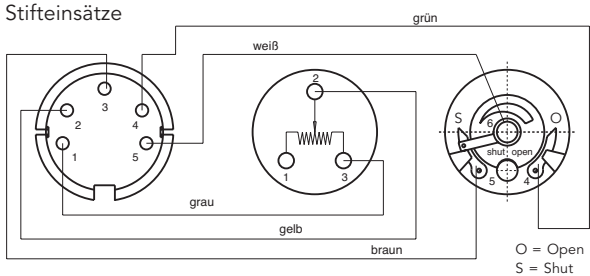 Stifteinsätze
grün
weiß
3
2
4
1
5
2
1
3
S
6
O
shut open
5
4
grau
gelb
braun
O = Open
S = Shut